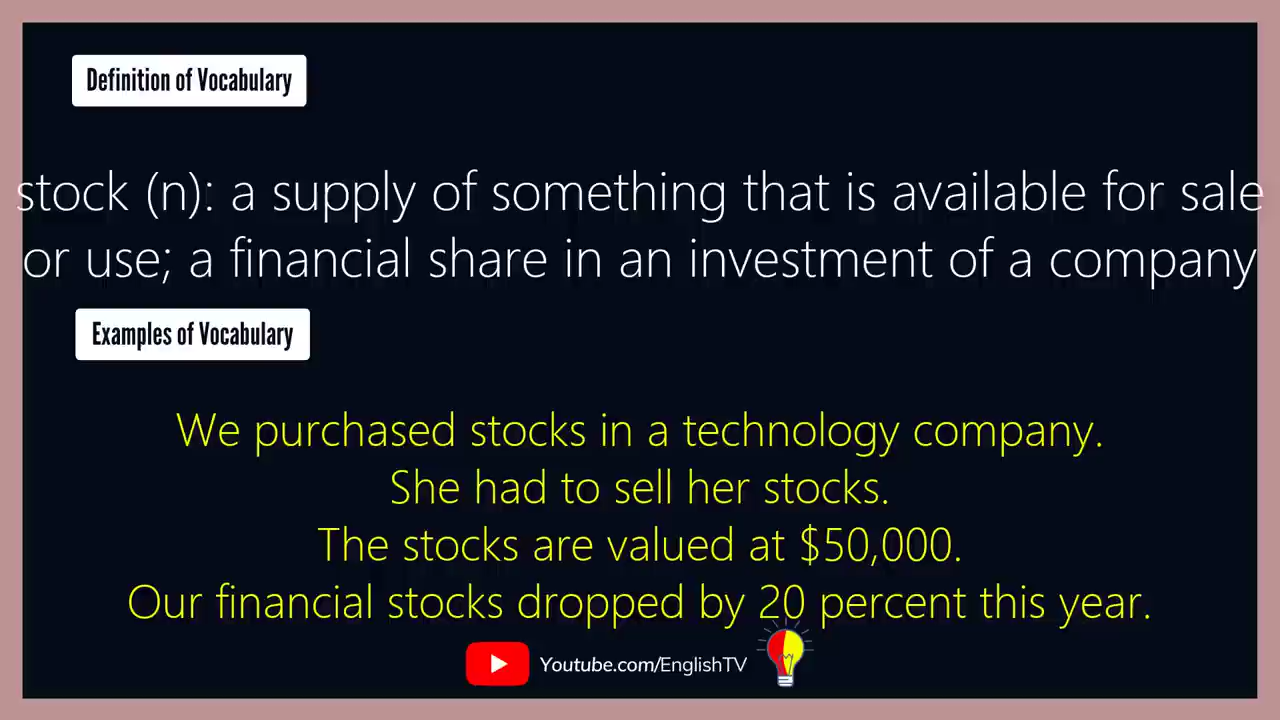 Definition of Vocabulary
stock (n): a supply of something that is available for sale
or use; a financial share in an investment of a company
Examples of Vocabulary
We purchased stocks in a technology company.
She had to sell her stocks.
The stocks are valued at $50,000.
Our financial stocks dropped by 20 percent this year.
Youtube.com/EnglishTV